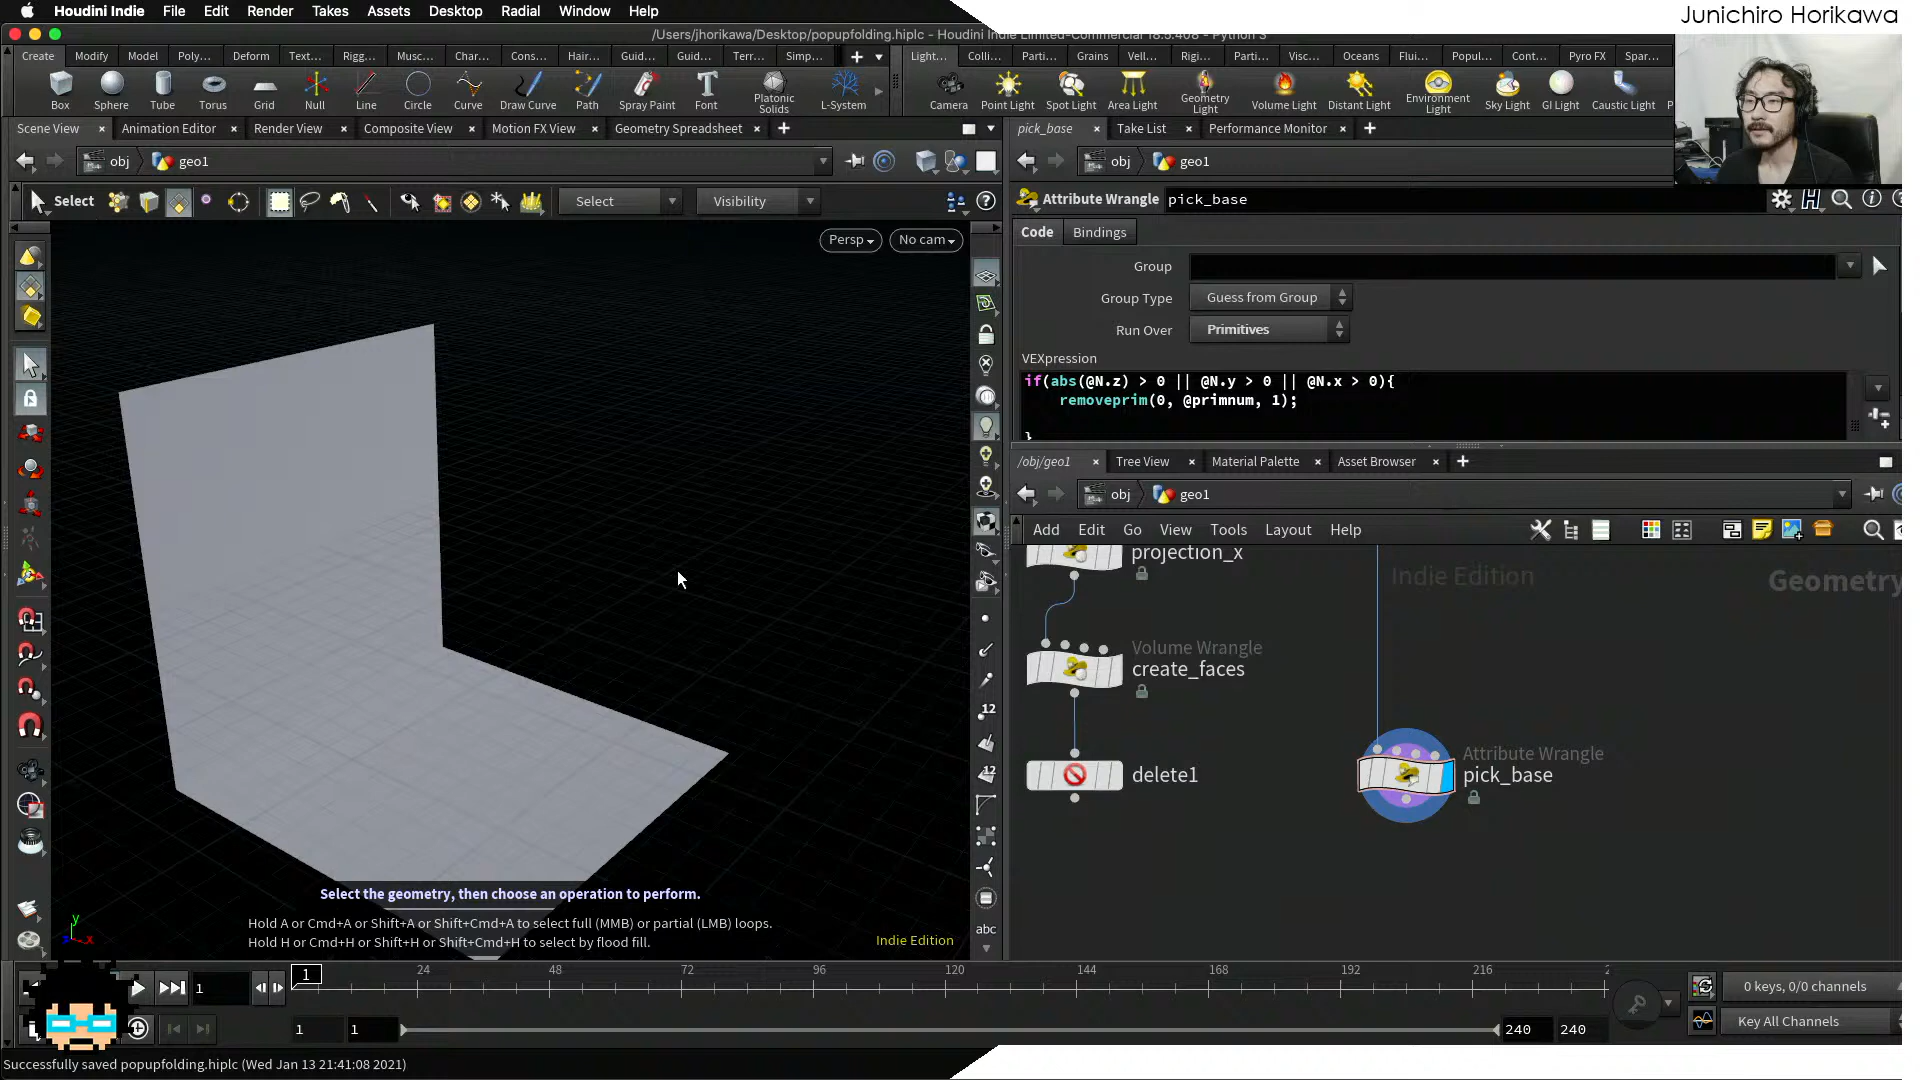 Houdini Indie File Edit Render Takes Assets Desktop Radial Window Help
Junichiro Horikawa
/Users/jhorikawa/Desktop/popupfolding.hiplc - Houdini Indie Limited-Commercial 18.5.408 - Python 3
Create Modify Model Poly... Deform Text... Rigg... Musc... Char... Cons... Hair... Guid... Guid... Terr... Simp...
Light... Colli... Parti... Grains Vell... Rigi... Parti... Visc... Oceans Flui... Popul... Cont... Pyro FX Spar...
Box Sphere Tube Torus Grid Null Line Circle Curve Draw Curve Path Spray Paint Font Platonic Solids L-System
Camera Point Light Spot Light Area Light Geometry Light Volume Light Distant Light Environment Light Sky Light GI Light Caustic Light P
Scene View Animation Editor Render View Composite View Motion FX View Geometry Spreadsheet
pick_base Take List Performance Monitor
obj geo1
obj geo1
Select Select Visibility
Attribute Wrangle pick_base
Code Bindings
Persp No cam
Group
Group Type Guess from Group
Run Over Primitives
VEXpression
if(abs(@N.z) > 0 || @N.y > 0 || @N.x > 0){
removeprim(0, @primnum, 1);
}
/obj/geo1 Tree View Material Palette Asset Browser
obj geo1
Add Edit Go View Tools Layout Help
projection_x
Indie Edition
Geometry
Volume Wrangle
create_faces
Attribute Wrangle
pick_base
delete1
12
12
abc
Select the geometry, then choose an operation to perform.
Hold A or Cmd+A or Shift+A or Shift+Cmd+A to select full (MMB) or partial (LMB) loops.
Hold H or Cmd+H or Shift+H or Shift+Cmd+H to select by flood fill.
Indie Edition
y
x
1 1 24 48 72 96 120 144 168 192 216 2
0 keys, 0/0 channels
1 1 240 240
Key All Channels
Successfully saved popupfolding.hiplc (Wed Jan 13 21:41:08 2021)